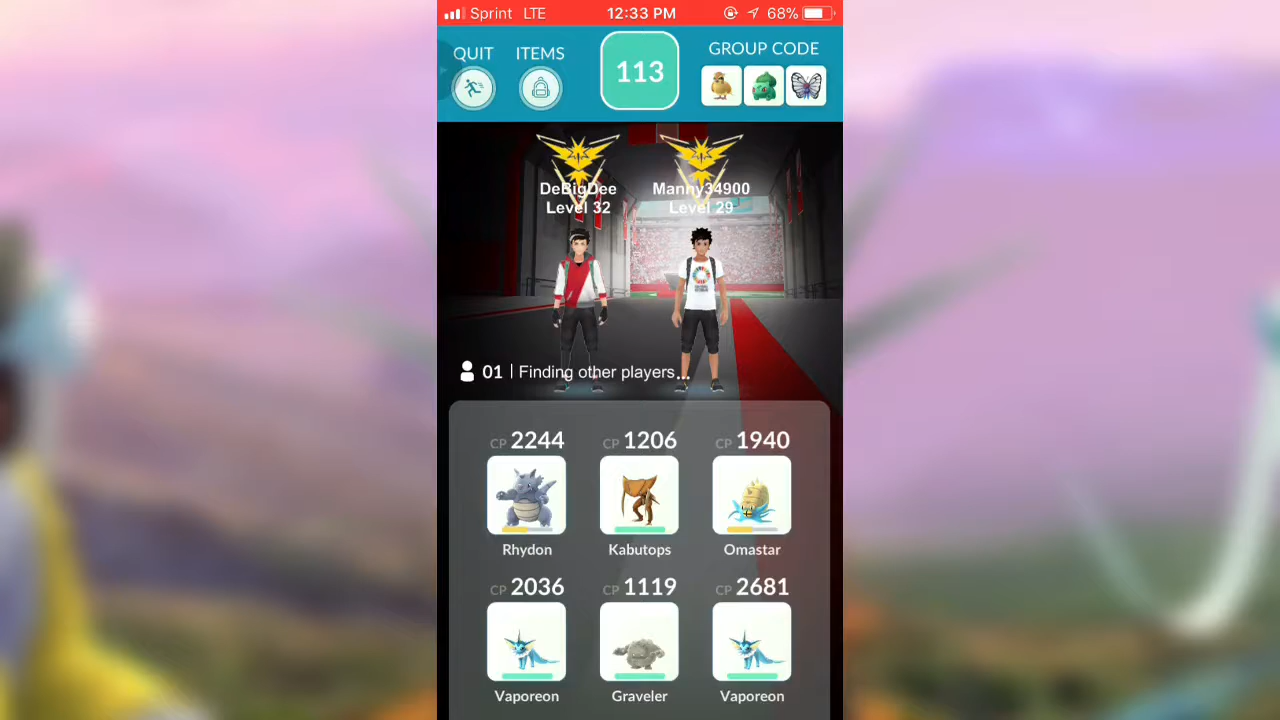 Sprint LTE 12:33 PM 68%
QUIT ITEMS 113 GROUP CODE
DeBigDee Manny34900
Level 32 Level 29
01 | Finding other players...
CP 2244 CP 1206 CP 1940
Rhydon Kabutops Omastar
CP 2036 CP 1119 CP 2681
Vaporeon Graveler Vaporeon